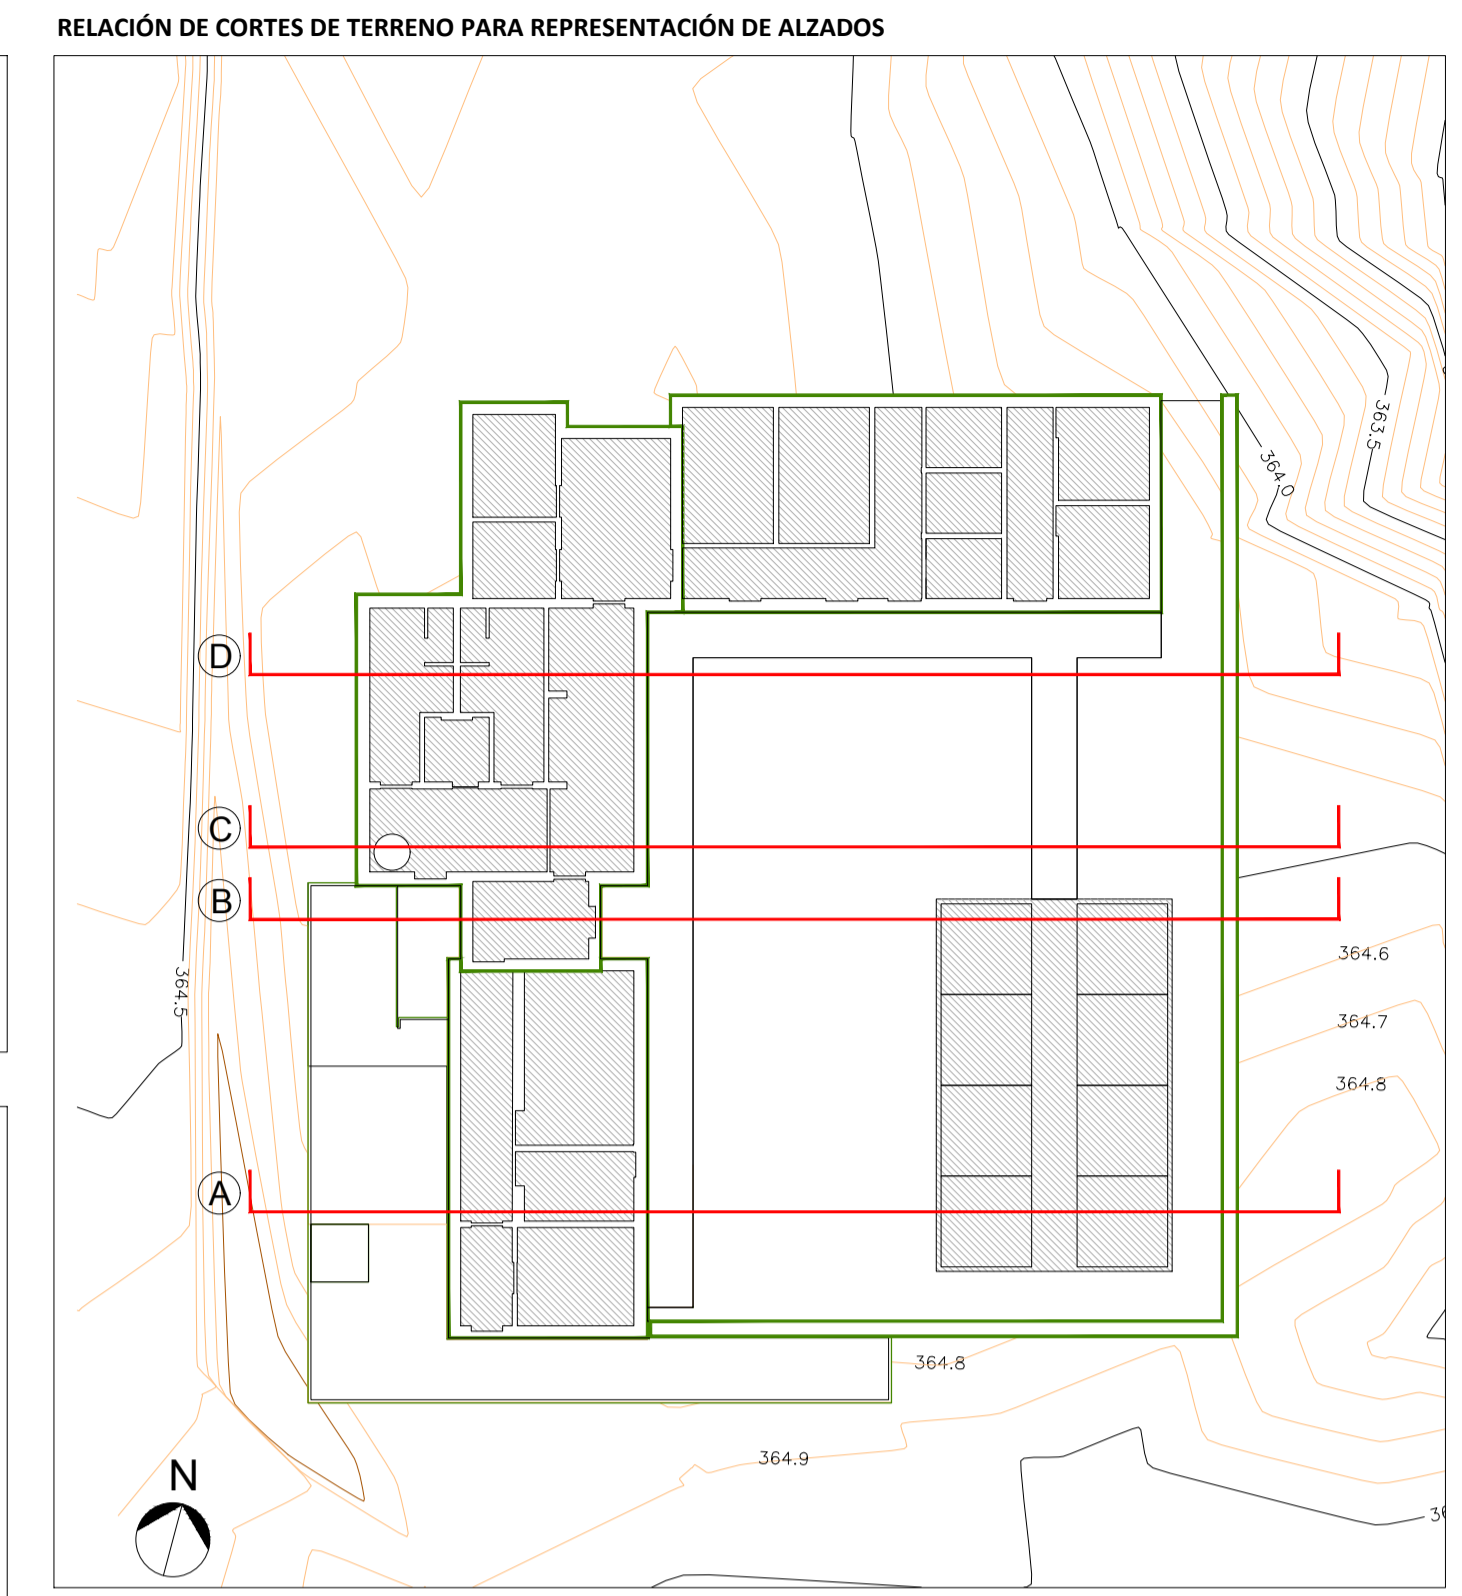 RELACIÓN DE CORTES DE TERRENO PARA REPRESENTACIÓN DE ALZADOS
363.5
364.0
D
C
B
364.6
364.5
364.7
364.8
A
364.8
364.9
N